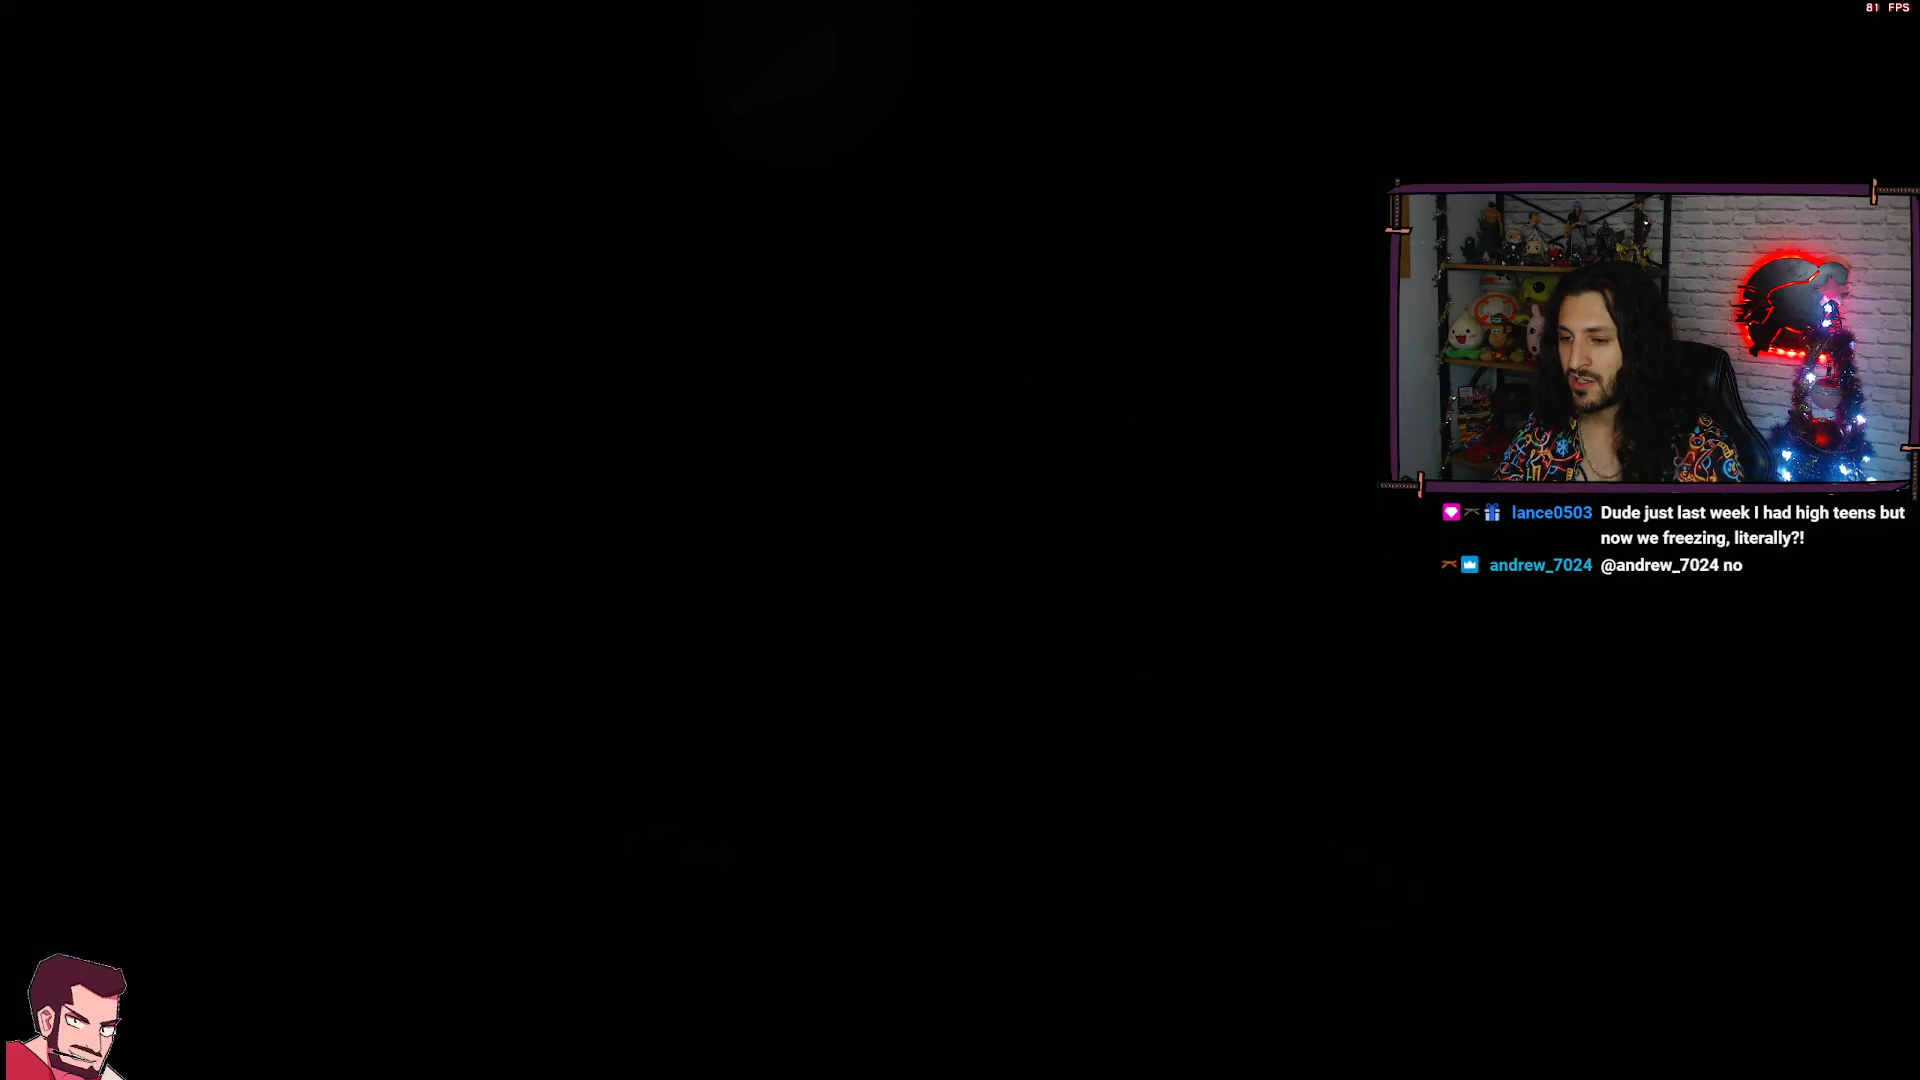 81 FPS
lance0503 Dude just last week I had high teens but
now we freezing, literally?!
andrew_7024 @andrew_7024 no